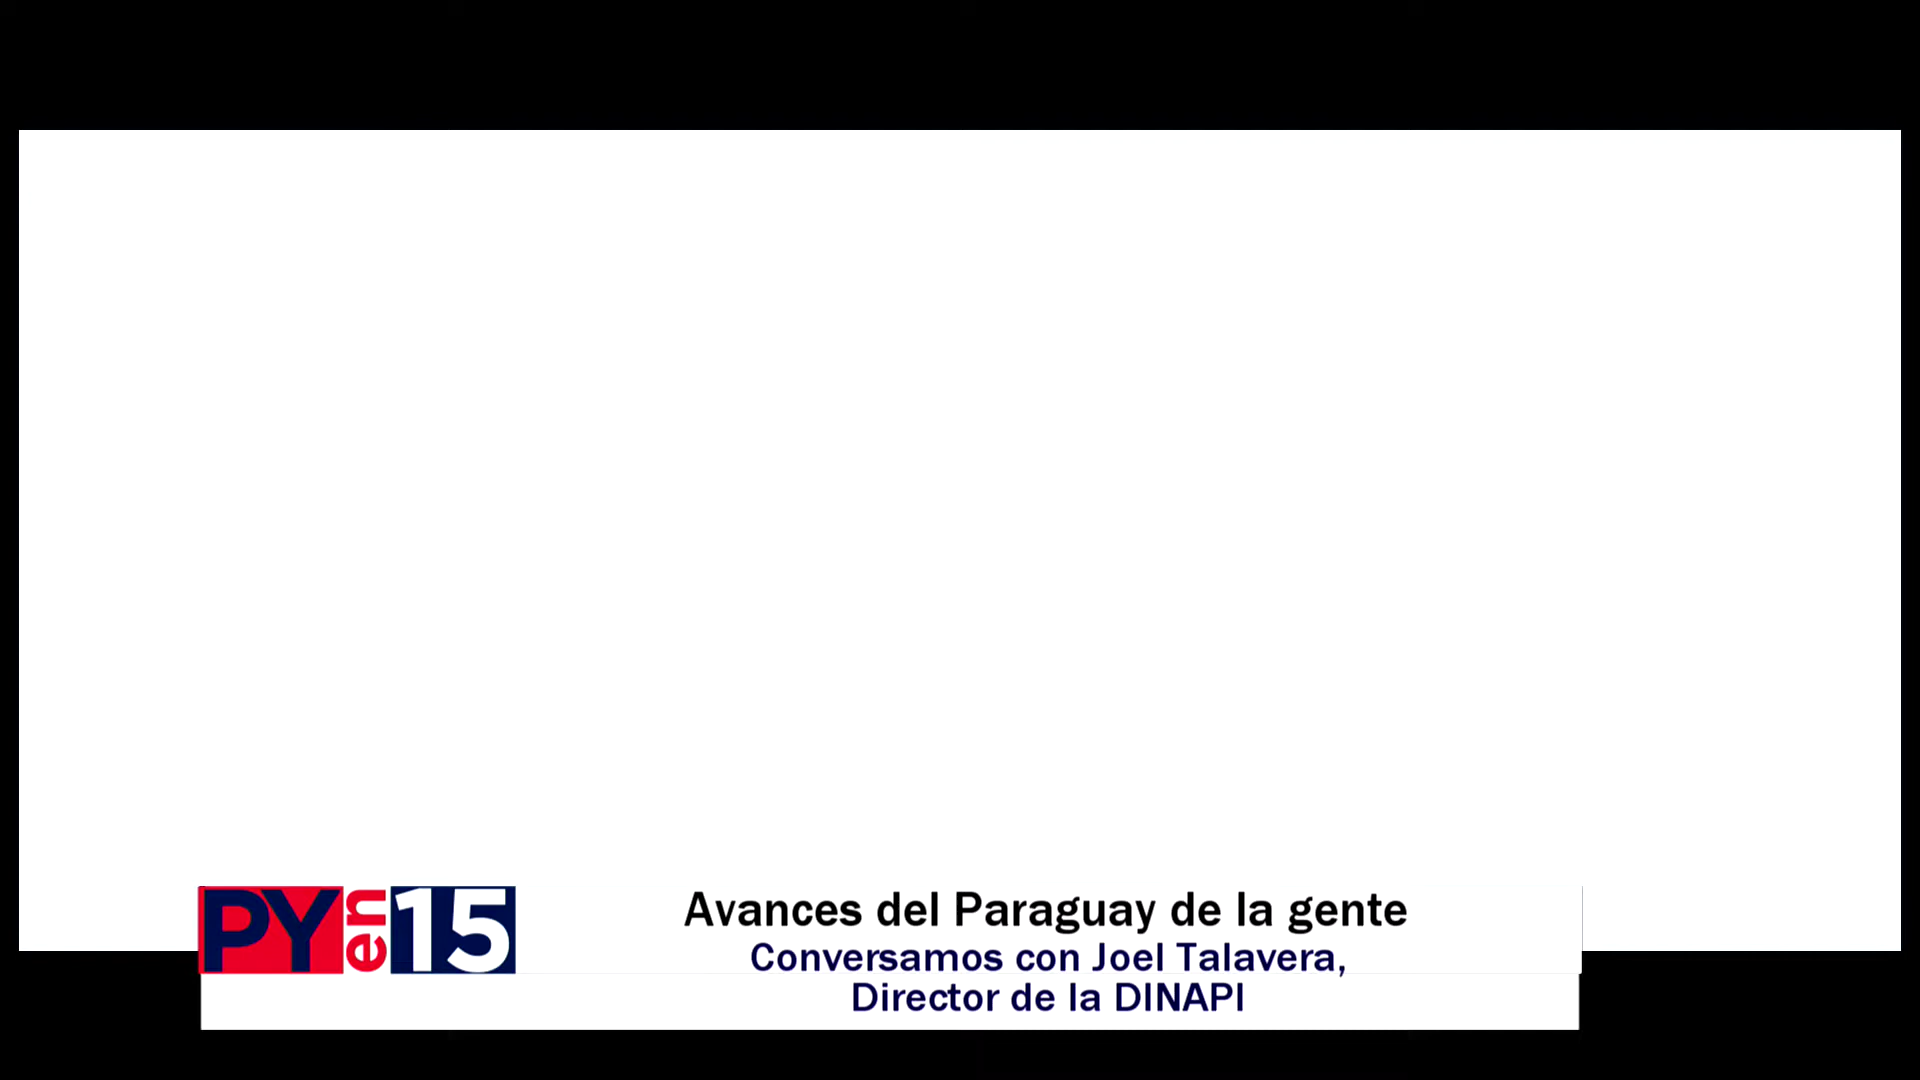 PY en 15
Avances del Paraguay de la gente
Conversamos con Joel Talavera,
Director de la DINAPI